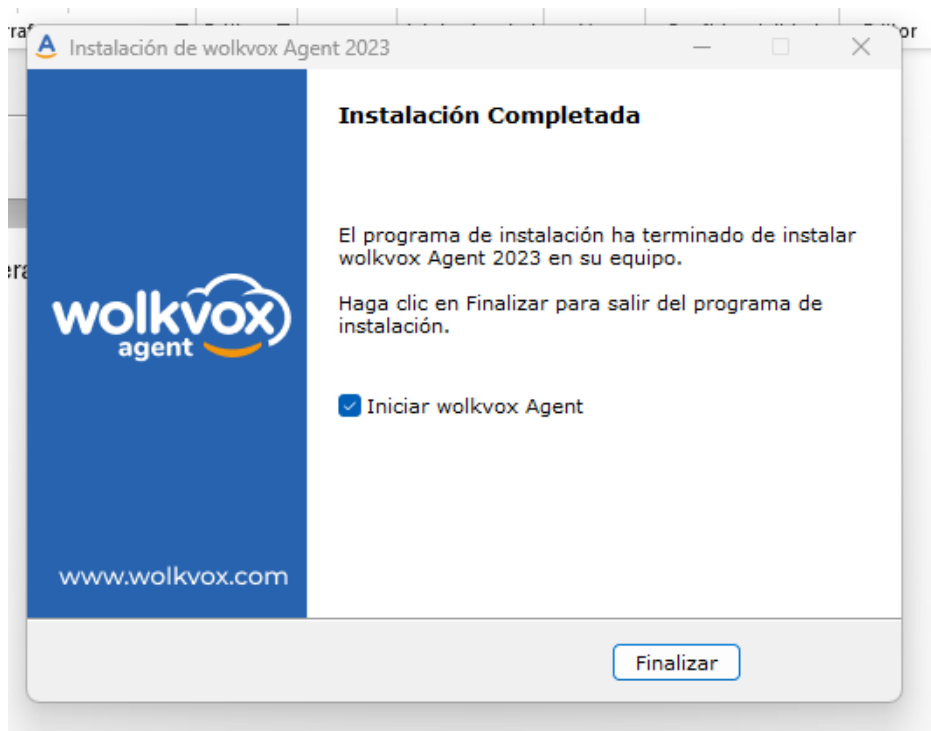 Instalación de wolkvox Agent 2023
Instalación Completada
El programa de instalación ha terminado de instalar
wolkvox Agent 2023 en su equipo.
Haga clic en Finalizar para salir del programa de
instalación.
Iniciar wolkvox Agent
wolkvox
agent
www.wolkvox.com
Finalizar